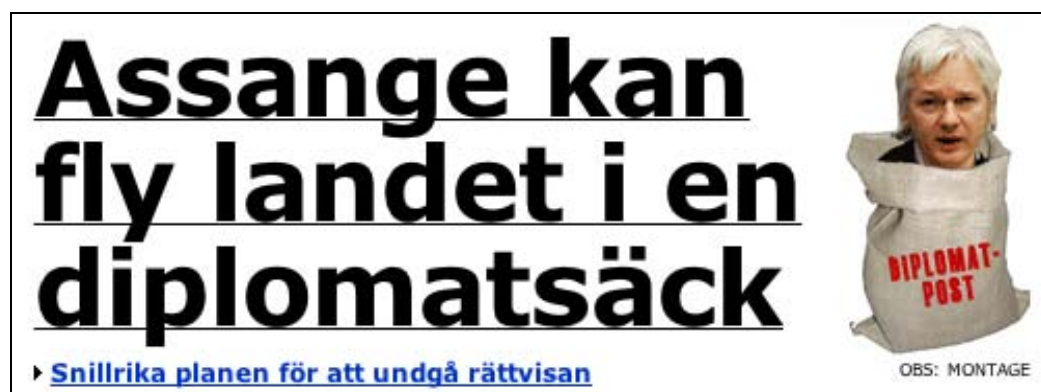 Assange kan
fly landet i en
diplomatsäck
Snillrika planen för att undgå rättvisan
DIPLOMAT-
POST
OBS: MONTAGE